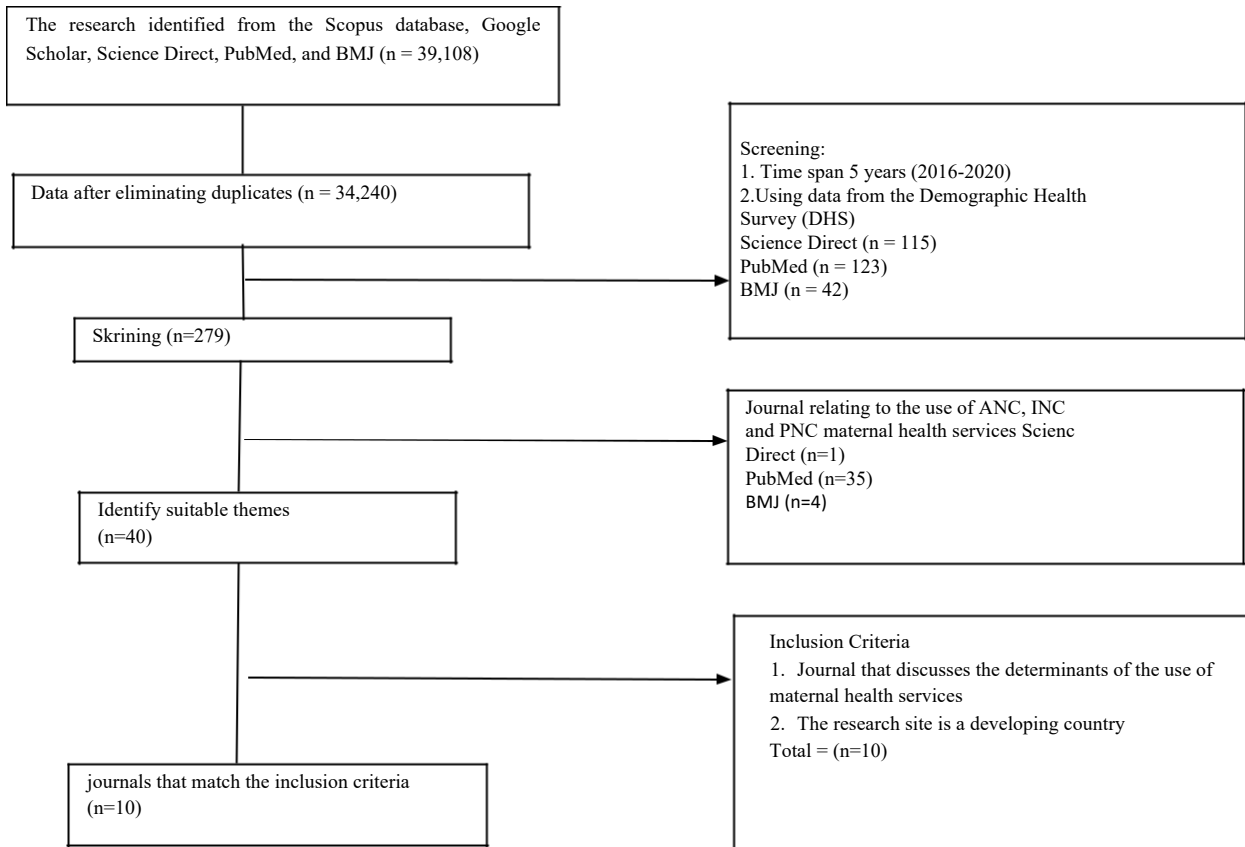 The research identified from the Scopus database, Google
Scholar, Science Direct, PubMed, and BMJ (n = 39,108)
Data after eliminating duplicates (n = 34,240)
Screening:
1. Time span 5 years (2016-2020)
2.Using data from the Demographic Health
Survey (DHS)
Science Direct (n = 115)
PubMed (n = 123)
BMJ (n = 42)
Skrining (n=279)
Journal relating to the use of ANC, INC
and PNC maternal health services Scienc
Direct (n=1)
PubMed (n=35)
BMJ (n=4)
Identify suitable themes
(n=40)
Inclusion Criteria
1. Journal that discusses the determinants of the use of
maternal health services
2. The research site is a developing country
Total = (n=10)
journals that match the inclusion criteria
(n=10)